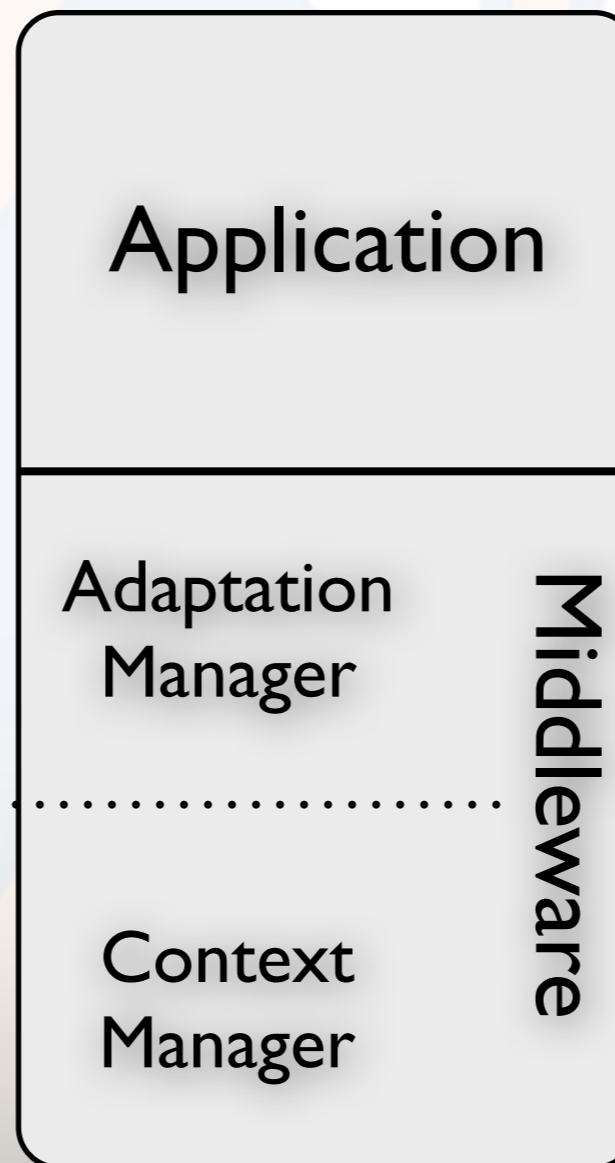 Application
Adaptation
Manager
Middleware
Context
Manager